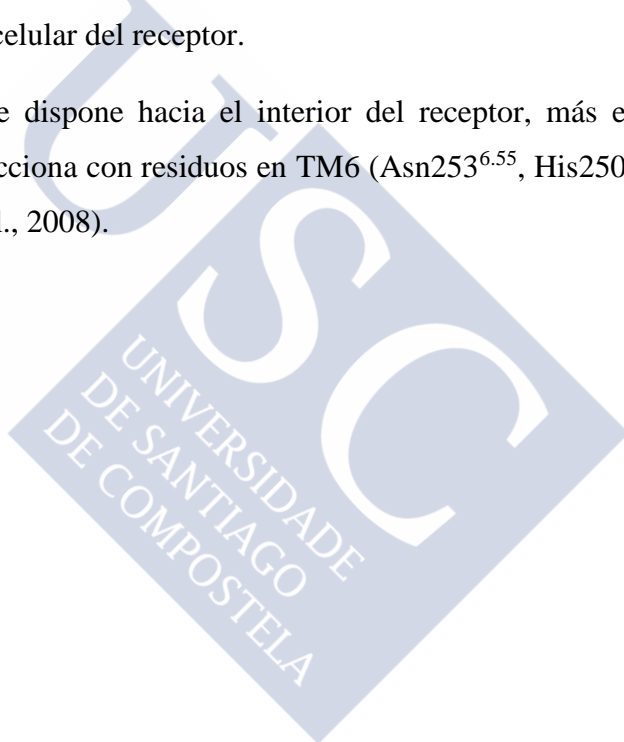 celular del receptor.
e dispone hacia el interior del receptor, más e
cciona con residuos en TM6 (Asn253^6.55, His250
l., 2008).
USC
UNIVERSIDADE
DE SANTIAGO
DE COMPOSTELA